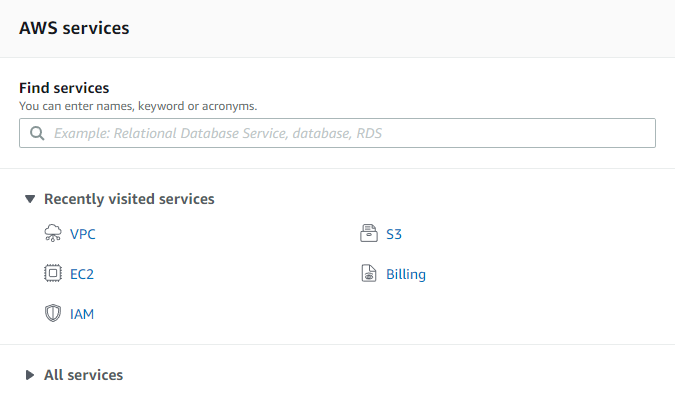 AWS services
Find services
You can enter names, keyword or acronyms.
Example: Relational Database Service, database, RDS
Recently visited services
VPC
S3
EC2
Billing
IAM
All services